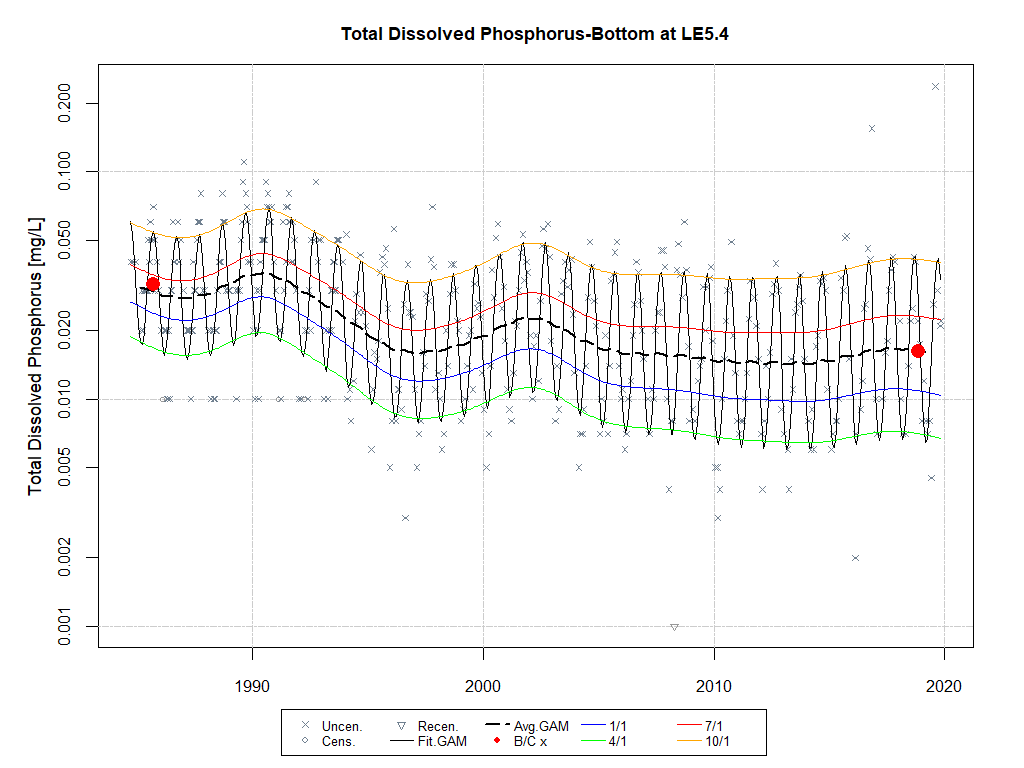 Total Dissolved Phosphorus-Bottom at LE5.4
Total Dissolved Phosphorus [mg/L]
0.200
0.100
0.050
0.020
0.010
0.005
0.002
0.001
1990 2000 2010 2020
Uncen. Recen. Avg.GAM 1/1 7/1
Cens. Fit.GAM B/C x 4/1 10/1